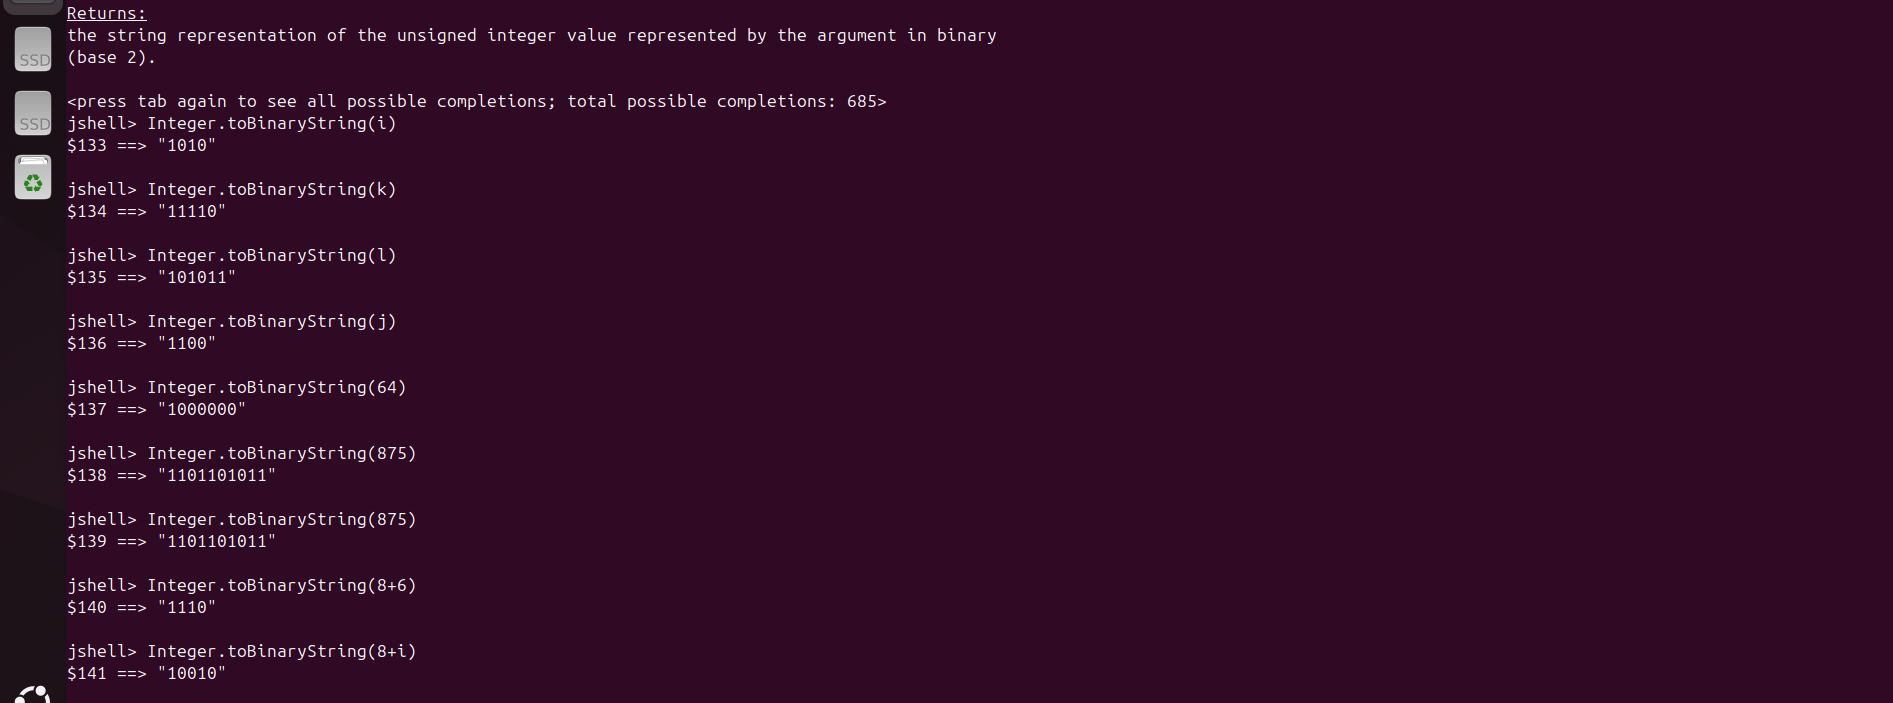 Returns:
the string representation of the unsigned integer value represented by the argument in binary
(base 2).
<press tab again to see all possible completions; total possible completions: 685>
jshell> Integer.toBinaryString(i)
$133 ==> "1010"
jshell> Integer.toBinaryString(k)
$134 ==> "11110"
jshell> Integer.toBinaryString(l)
$135 ==> "101011"
jshell> Integer.toBinaryString(j)
$136 ==> "1100"
jshell> Integer.toBinaryString(64)
$137 ==> "1000000"
jshell> Integer.toBinaryString(875)
$138 ==> "1101101011"
jshell> Integer.toBinaryString(875)
$139 ==> "1101101011"
jshell> Integer.toBinaryString(8+6)
$140 ==> "1110"
jshell> Integer.toBinaryString(8+i)
$141 ==> "10010"
SSD
SSD